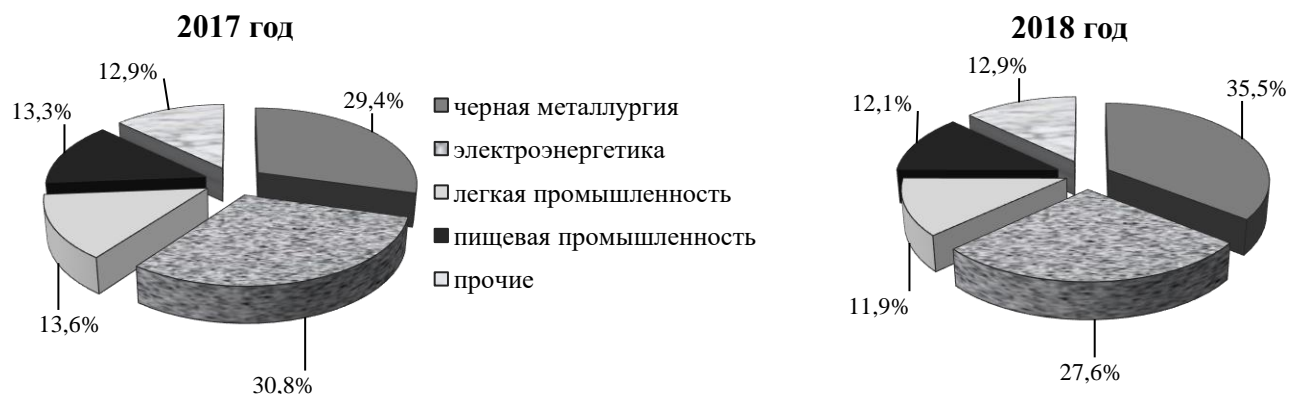 2017 год
12,9%
13,3%
29,4%
13,6%
30,8%
черная металлургия
электроэнергетика
легкая промышленность
пищевая промышленность
прочие
2018 год
12,9%
12,1%
35,5%
11,9%
27,6%